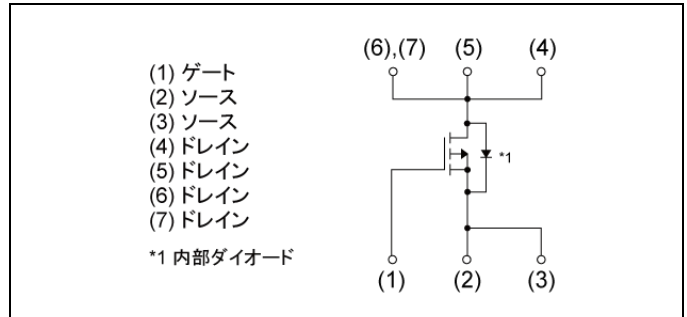 (1) ゲート
(2) ソース
(3) ソース
(4) ドレイン
(5) ドレイン
(6) ドレイン
(7) ドレイン
*1 内部ダイオード
(6),(7) (5) (4)
*1
(1) (2) (3)